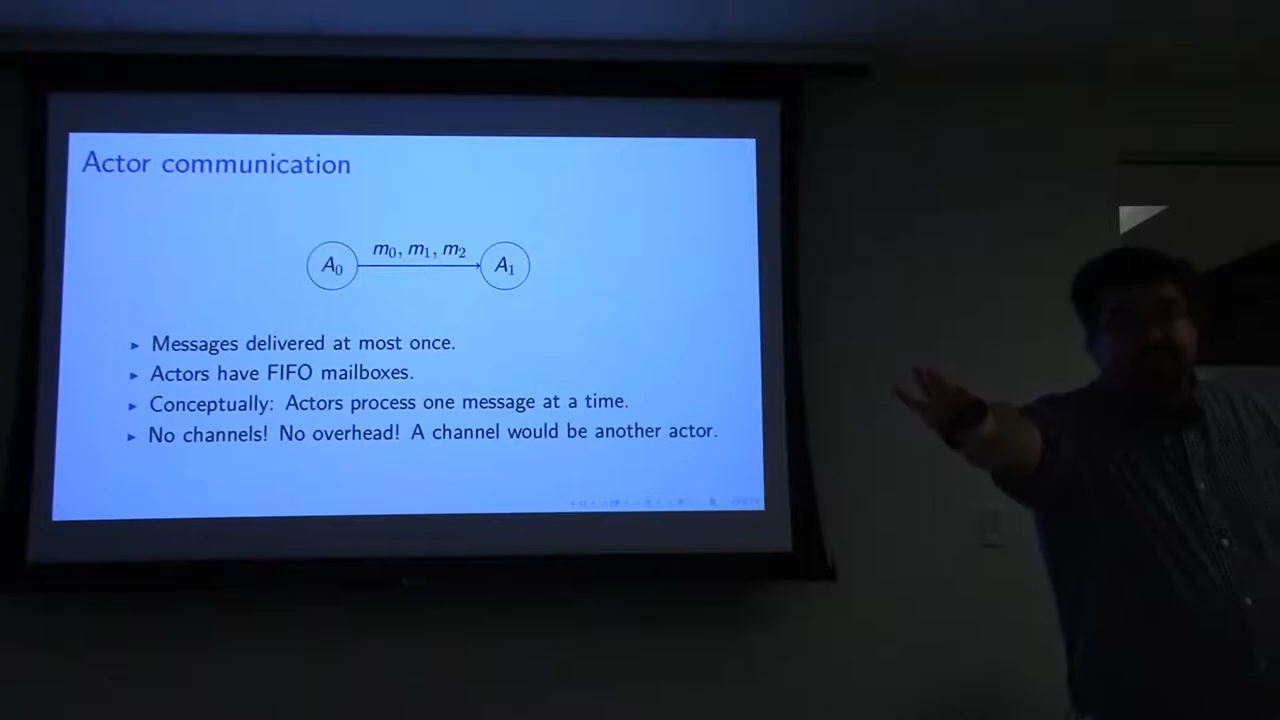 Actor communication
m₀, m₁, m₂
A₀ A₁
▸ Messages delivered at most once.
▸ Actors have FIFO mailboxes.
▸ Conceptually: Actors process one message at a time.
▸ No channels! No overhead! A channel would be another actor.